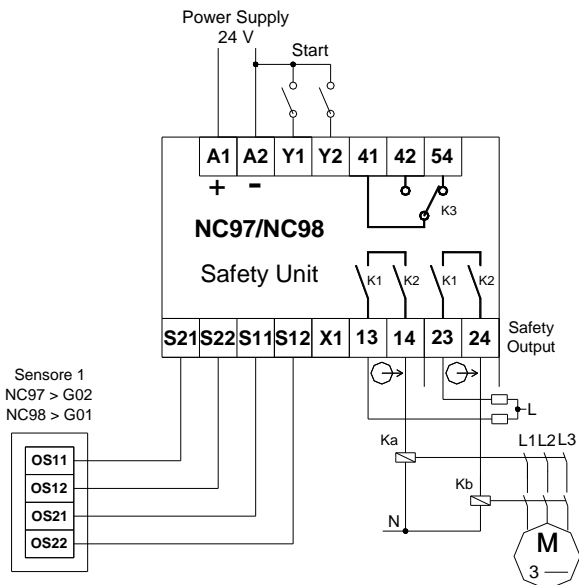 Power Supply
24 V
Start
A1 A2 Y1 Y2 41 42 54
+ -
K3
NC97/NC98
Safety Unit
K1 K2 K1 K2
S21 S22 S11 S12 X1 13 14 23 24
Safety
Output
Sensore 1
NC97 > G02
NC98 > G01
L
OS11
OS12
OS21
OS22
Ka
L1 L2 L3
Kb
N
M
3